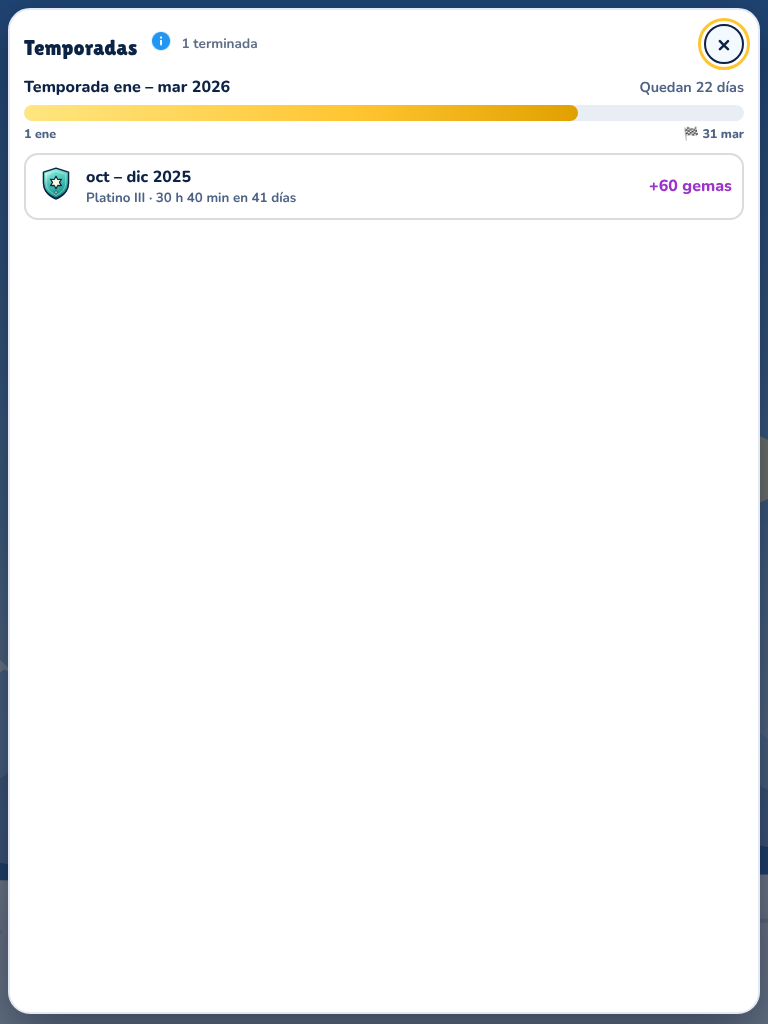 Temporadas
1 terminada
Temporada ene – mar 2026
Quedan 22 días
1 ene
🏁 31 mar
oct – dic 2025
Platino III · 30 h 40 min en 41 días
+60 gemas